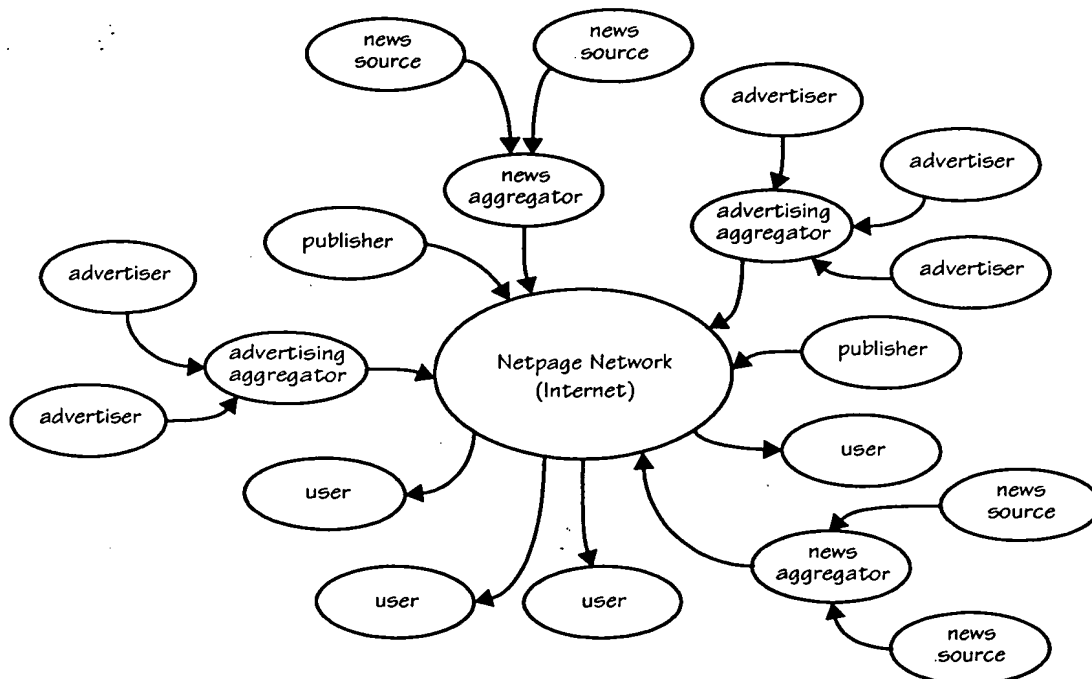 news
source
news
source
advertiser
news
aggregator
advertiser
advertising
aggregator
publisher
advertiser
advertiser
advertising
aggregator
Netpage Network
(Internet)
publisher
advertiser
user
user
news
source
news
aggregator
user
user
news
source